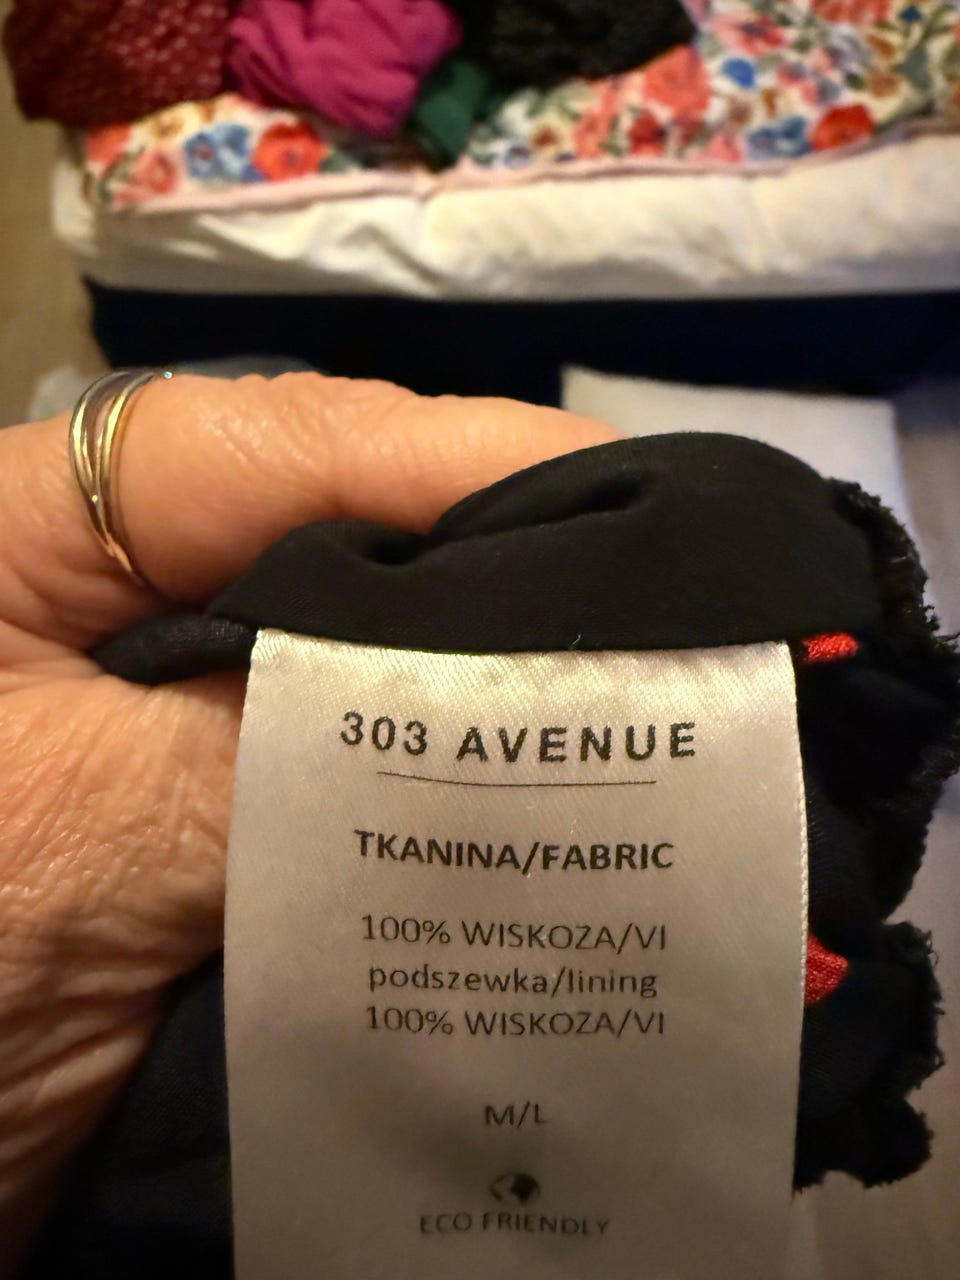 303 AVENUE
TKANINA/FABRIC
100% WISKOZA/VI
podszewka/lining
100% WISKOZA/VI
M/L
ECO FRIENDLY